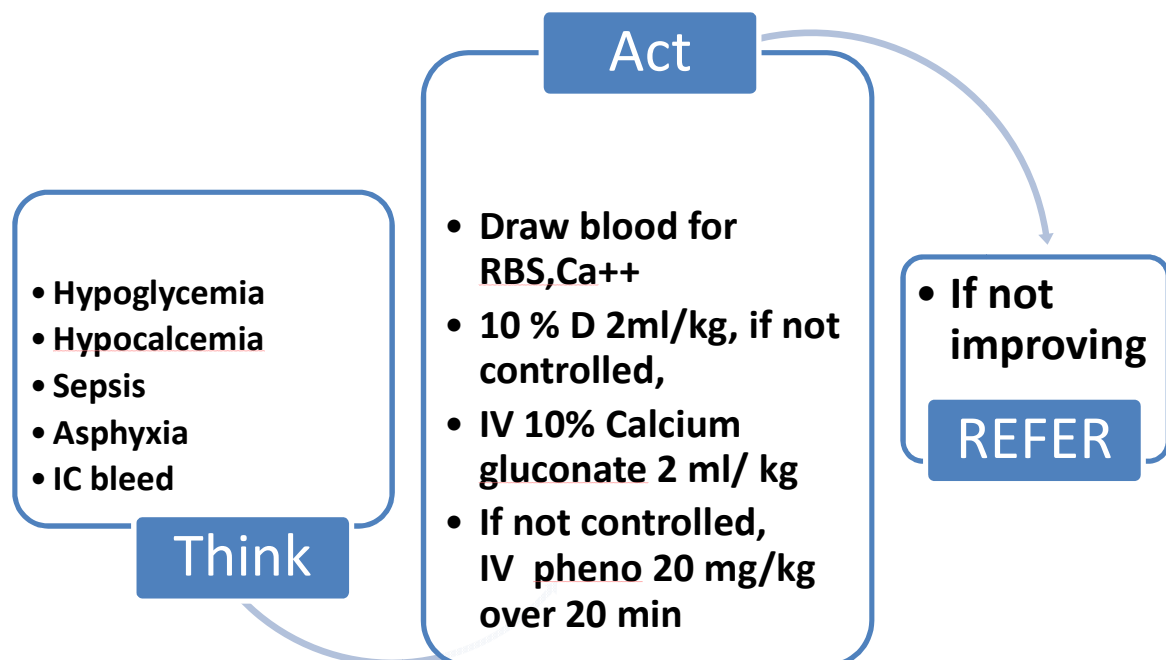 • Hypoglycemia
• Hypocalcemia
• Sepsis
• Asphyxia
• IC bleed
Think
Act
• Draw blood for
RBS,Ca++
• 10 % D 2ml/kg, if not
controlled,
• IV 10% Calcium
gluconate 2 ml/ kg
• If not controlled,
IV pheno 20 mg/kg
over 20 min
• If not
improving
REFER